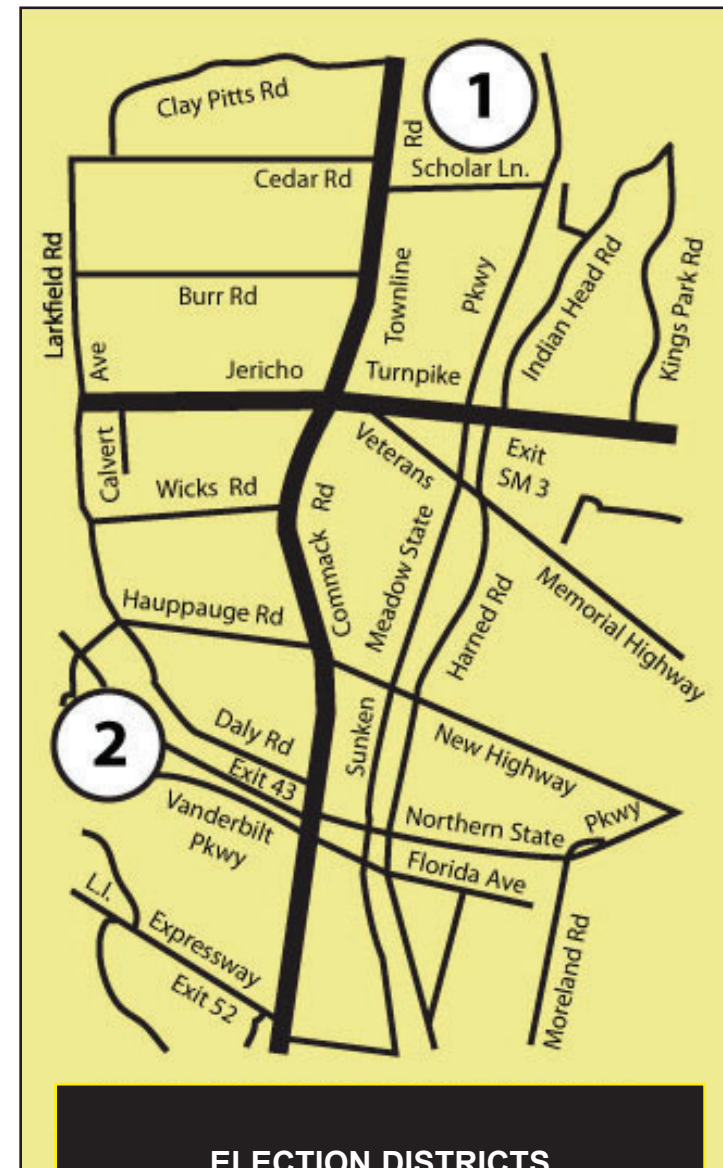 Clay Pitts Rd
1
Rd
Scholar Ln.
Cedar Rd
Larkfield Rd
Townline
Pkwy
Indian Head Rd
Kings Park Rd
Burr Rd
Ave
Jericho
Turnpike
Calvert
Veterans
Exit
SM 3
Wicks Rd
Commack Rd
Meadow State
Memorial Highway
Hauppauge Rd
Harned Rd
2
Daly Rd
Sunken
New Highway
Exit 43
Vanderbilt
Pkwy
Northern State
Pkwy
Florida Ave
L.I.
Expressway
Exit 52
Moreland Rd
ELECTION DISTRICTS